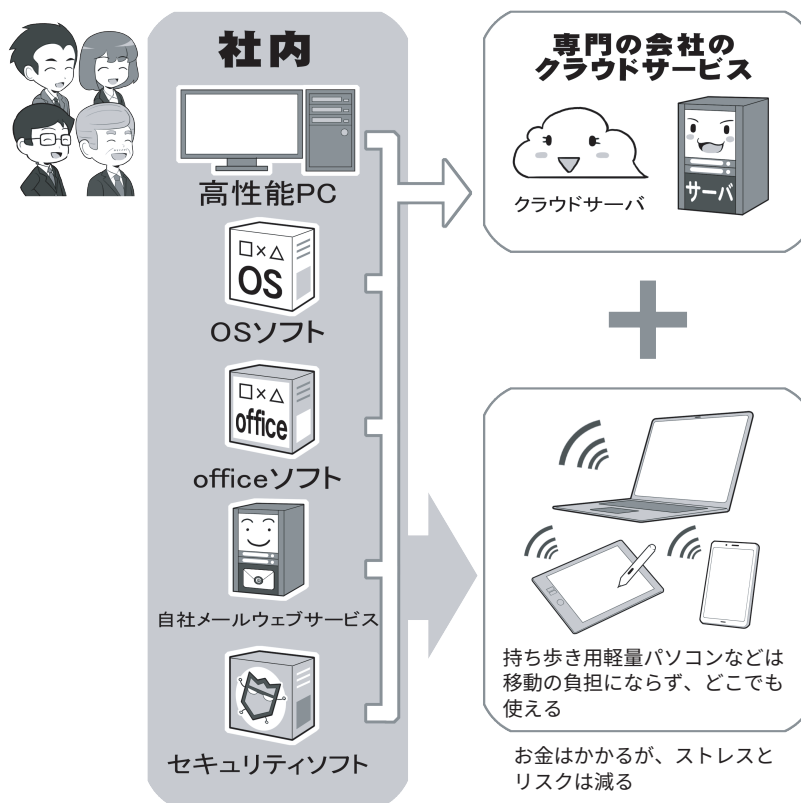 社内
高性能PC
□×△
OS
OSソフト
□×△
office
officeソフト
自社メールウェブサービス
セキュリティソフト
専門の会社の
クラウドサービス
クラウドサーバ
サーバ
持ち歩き用軽量パソコンなどは
移動の負担にならず、どこでも
使える
お金はかかるが、ストレスと
リスクは減る